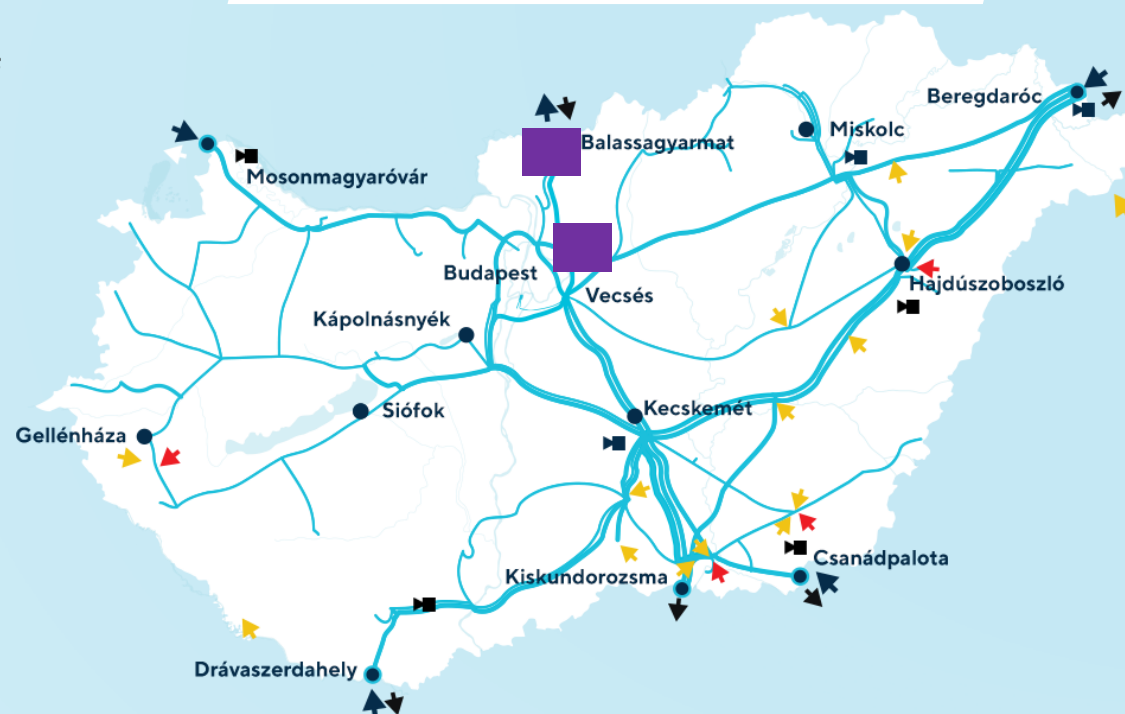 Beregdaróc
Miskolc
Balassagyarmat
Mosonmagyaróvár
Budapest
Hajdúszoboszló
Vecsés
Kápolnásnyék
Kecskemét
Siófok
Gellénháza
Csanádpalota
Kiskundorozsma
Drávaszerdahely